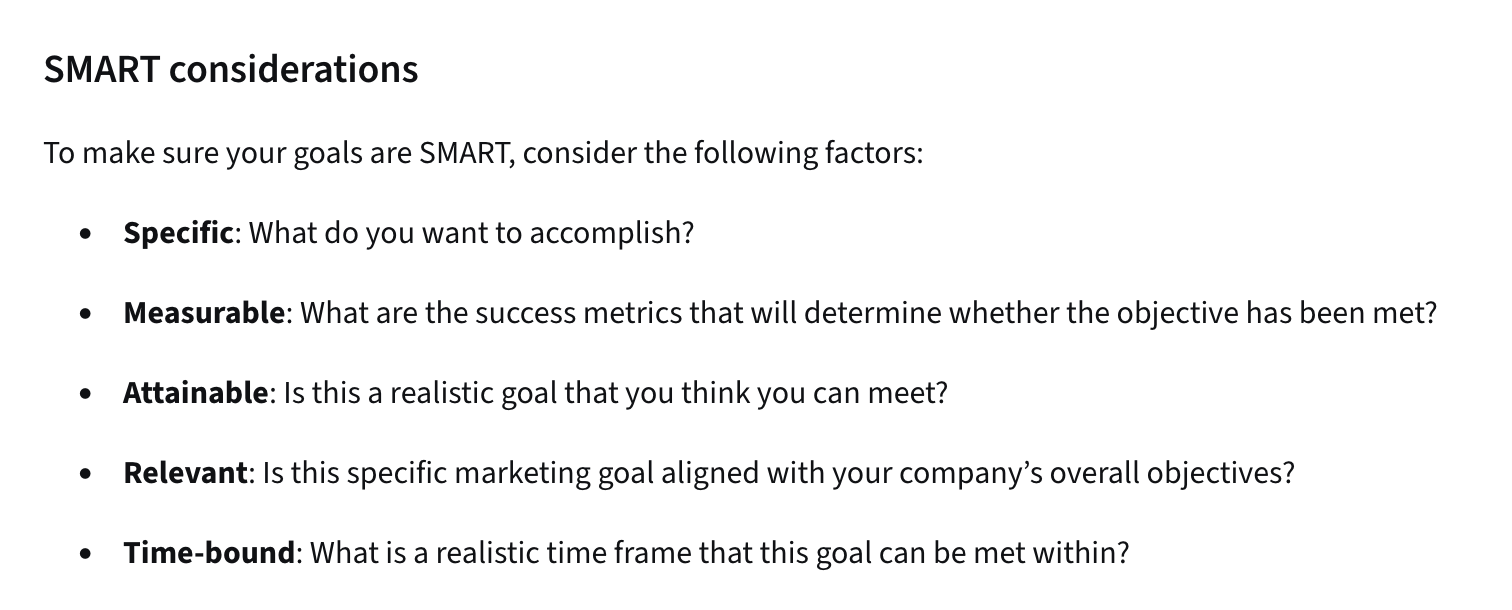 SMART considerations
To make sure your goals are SMART, consider the following factors:
• Specific: What do you want to accomplish?
• Measurable: What are the success metrics that will determine whether the objective has been met?
• Attainable: Is this a realistic goal that you think you can meet?
• Relevant: Is this specific marketing goal aligned with your company’s overall objectives?
• Time-bound: What is a realistic time frame that this goal can be met within?